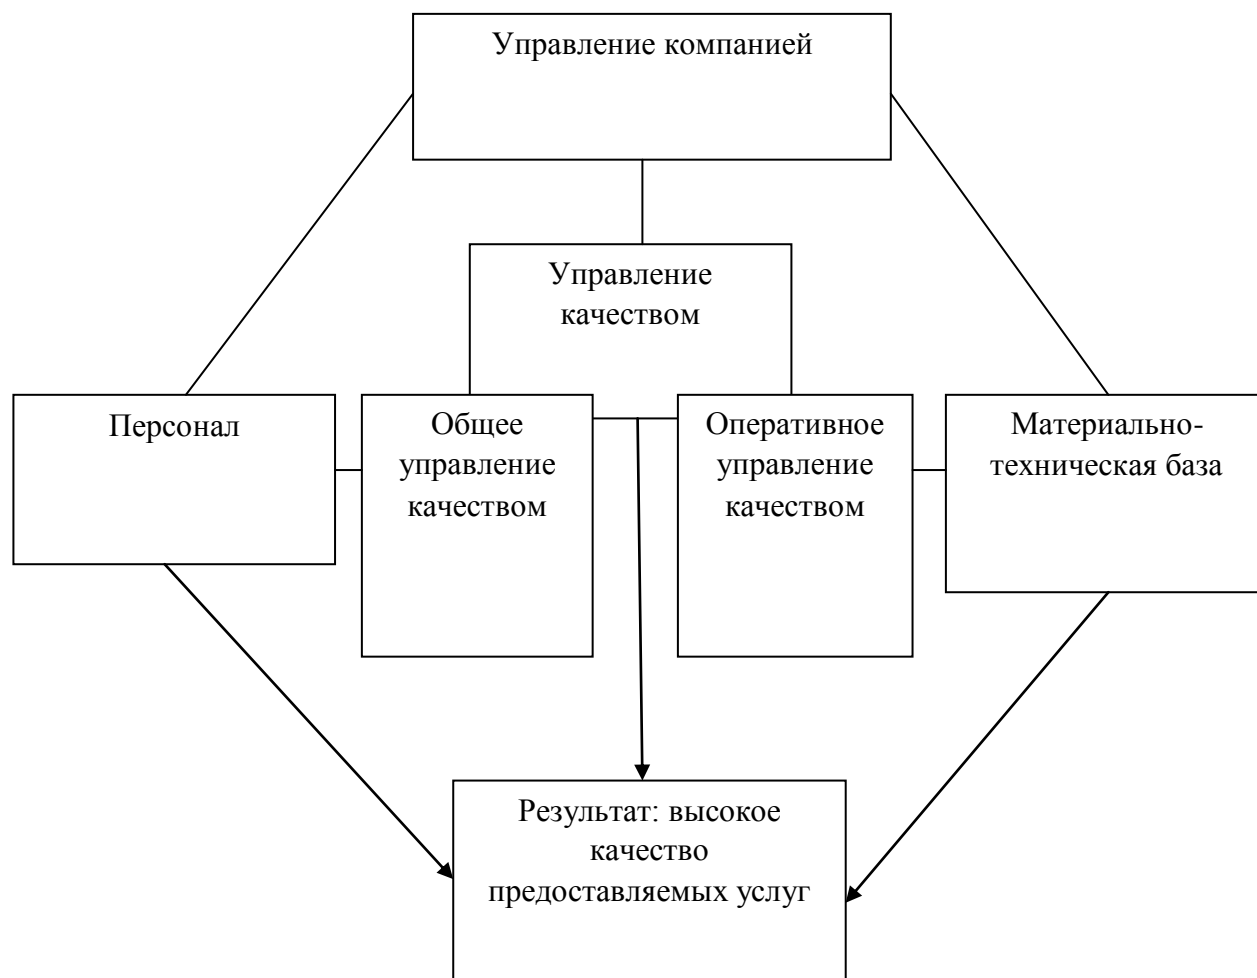 Управление компанией
Управление
качеством
Персонал
Общее
управление
качеством
Оперативное
управление
качеством
Материально-
техническая база
Результат: высокое
качество
предоставляемых услуг